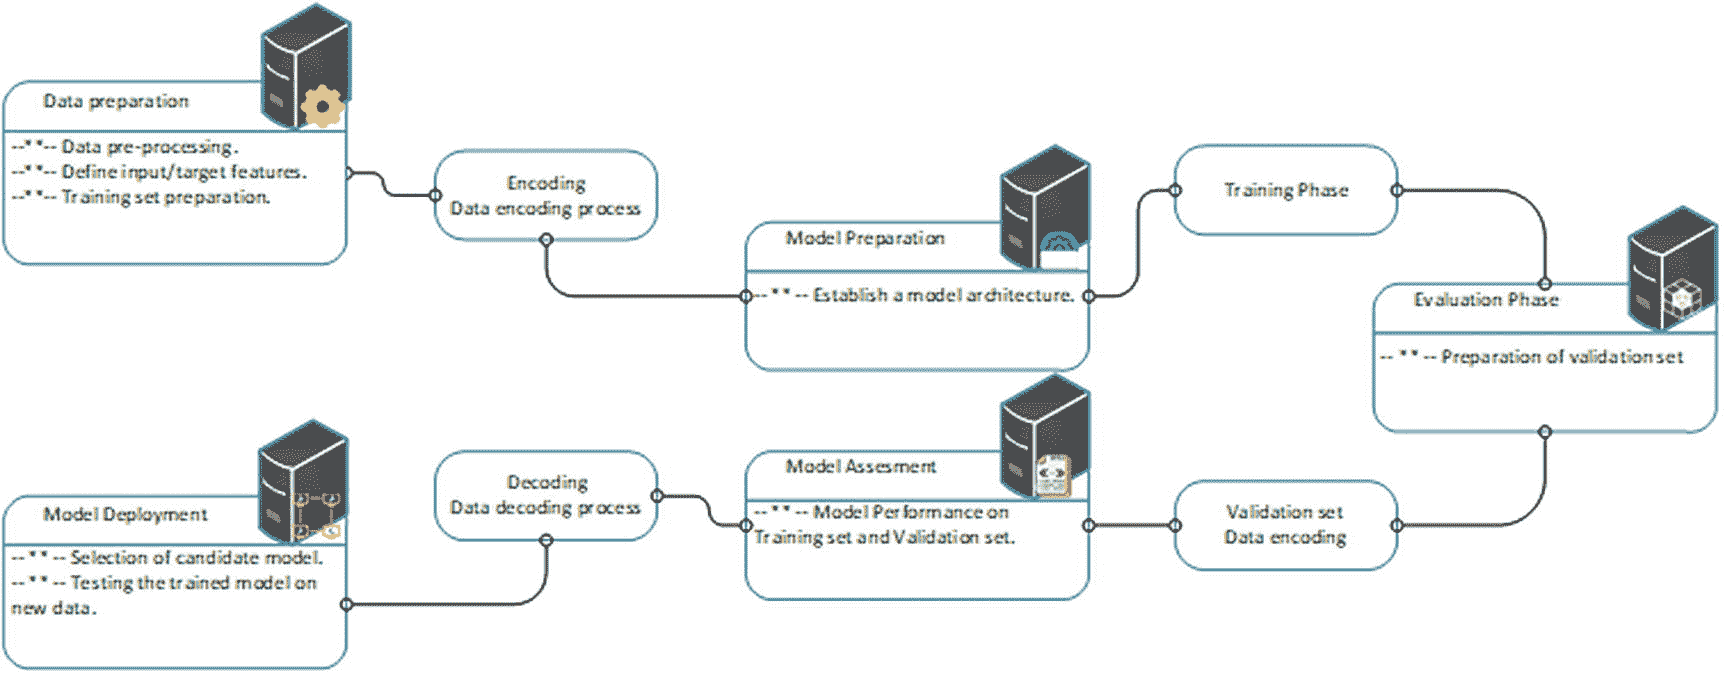 Data preparation
--**-- Data pre-processing.
--**-- Define input/target features.
--**-- Training set preparation.
Encoding
Data encoding process
Model Preparation
-- ** -- Establish a model architecture.
Training Phase
Evaluation Phase
-- ** -- Preparation of validation set
Validation set
Data encoding
Model Assesment
-- ** -- Model Performance on
Training set and Validation set.
Decoding
Data decoding process
Model Deployment
-- ** -- Selection of candidate model.
-- ** -- Testing the trained model on
new data.